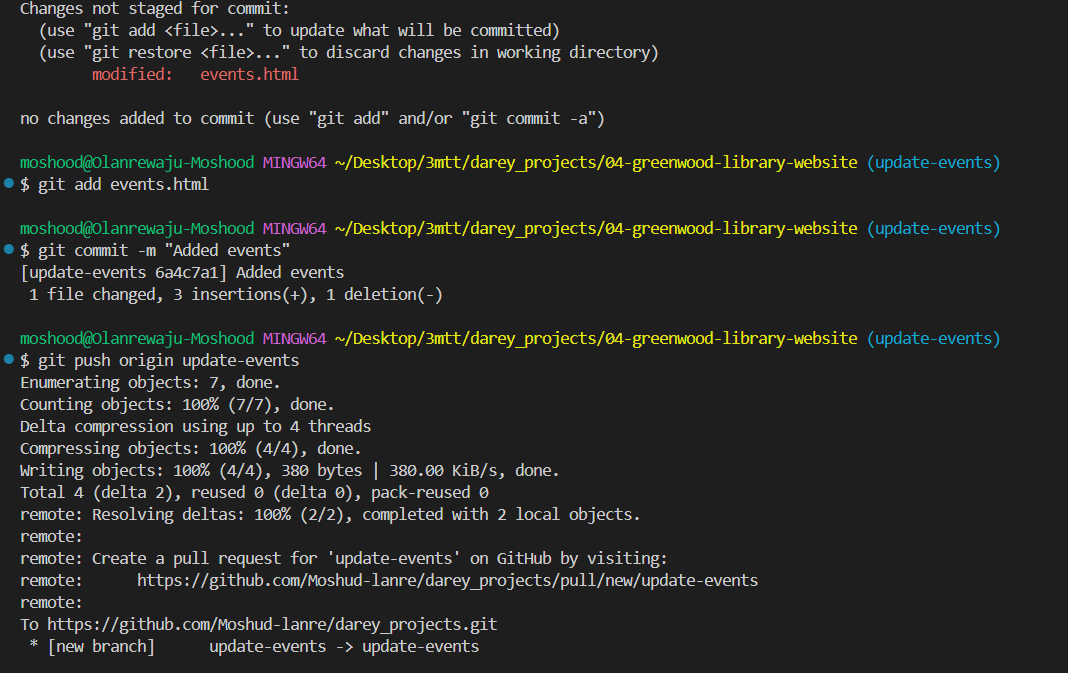 Changes not staged for commit:
  (use "git add <file>..." to update what will be committed)
  (use "git restore <file>..." to discard changes in working directory)
        modified:   events.html

no changes added to commit (use "git add" and/or "git commit -a")

moshood@Olanrewaju-Moshood MINGW64 ~/Desktop/3mtt/darey_projects/04-greenwood-library-website (update-events)
$ git add events.html

moshood@Olanrewaju-Moshood MINGW64 ~/Desktop/3mtt/darey_projects/04-greenwood-library-website (update-events)
$ git commit -m "Added events"
[update-events 6a4c7a1] Added events
 1 file changed, 3 insertions(+), 1 deletion(-)

moshood@Olanrewaju-Moshood MINGW64 ~/Desktop/3mtt/darey_projects/04-greenwood-library-website (update-events)
$ git push origin update-events
Enumerating objects: 7, done.
Counting objects: 100% (7/7), done.
Delta compression using up to 4 threads
Compressing objects: 100% (4/4), done.
Writing objects: 100% (4/4), 380 bytes | 380.00 KiB/s, done.
Total 4 (delta 2), reused 0 (delta 0), pack-reused 0
remote: Resolving deltas: 100% (2/2), completed with 2 local objects.
remote:
remote: Create a pull request for 'update-events' on GitHub by visiting:
remote:      https://github.com/Moshud-lanre/darey_projects/pull/new/update-events
remote:
To https://github.com/Moshud-lanre/darey_projects.git
 * [new branch]      update-events -> update-events